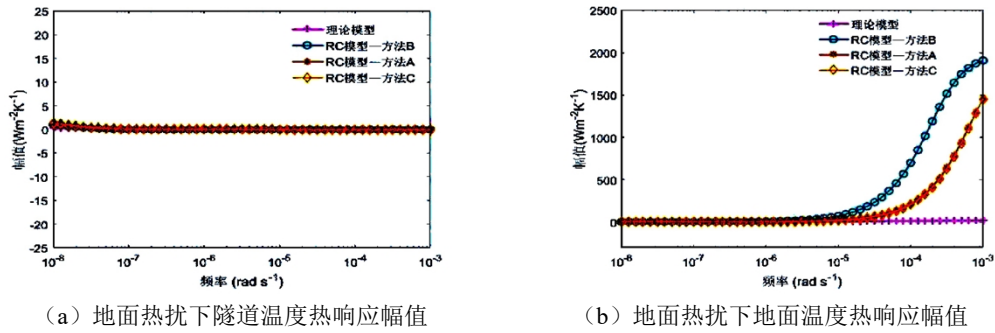 25
20
15
10
5
0
-5
-10
-15
-20
-25
幅值(Wm⁻²K⁻¹)
理论模型
RC模型—方法B
RC模型—方法A
RC模型—方法C
10⁻⁸ 10⁻⁷ 10⁻⁶ 10⁻⁵ 10⁻⁴ 10⁻³
频率 (rad s⁻¹)
(a)地面热扰下隧道温度热响应幅值
2500
2000
1500
1000
500
0
幅值(Wm⁻²K⁻¹)
理论模型
RC模型—方法B
RC模型—方法A
RC模型—方法C
10⁻⁸ 10⁻⁷ 10⁻⁶ 10⁻⁵ 10⁻⁴ 10⁻³
频率 (rad s⁻¹)
(b)地面热扰下地面温度热响应幅值